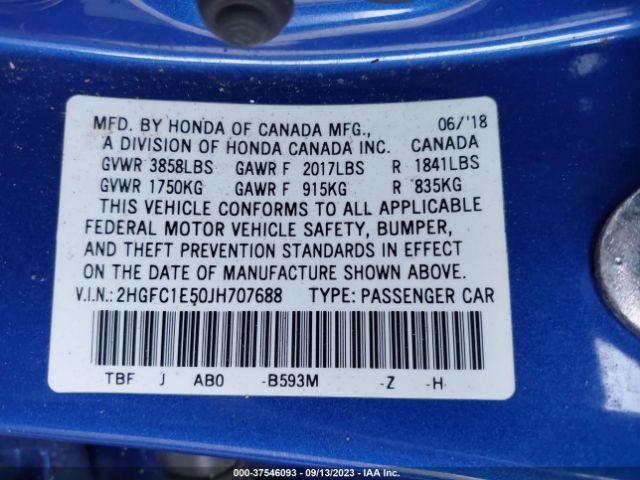 MFD. BY HONDA OF CANADA MFG., 06/'18
A DIVISION OF HONDA CANADA INC. CANADA
GVWR 3858LBS GAWR F 2017LBS R 1841LBS
GVWR 1750KG GAWR F 915KG R 835KG
THIS VEHICLE CONFORMS TO ALL APPLICABLE
FEDERAL MOTOR VEHICLE SAFETY, BUMPER,
AND THEFT PREVENTION STANDARDS IN EFFECT
ON THE DATE OF MANUFACTURE SHOWN ABOVE.
V.I.N.: 2HGFC1E50JH707688 TYPE: PASSENGER CAR
TBF J AB0 -B593M -Z -H
000-37546093 - 09/13/2023 - IAA Inc.